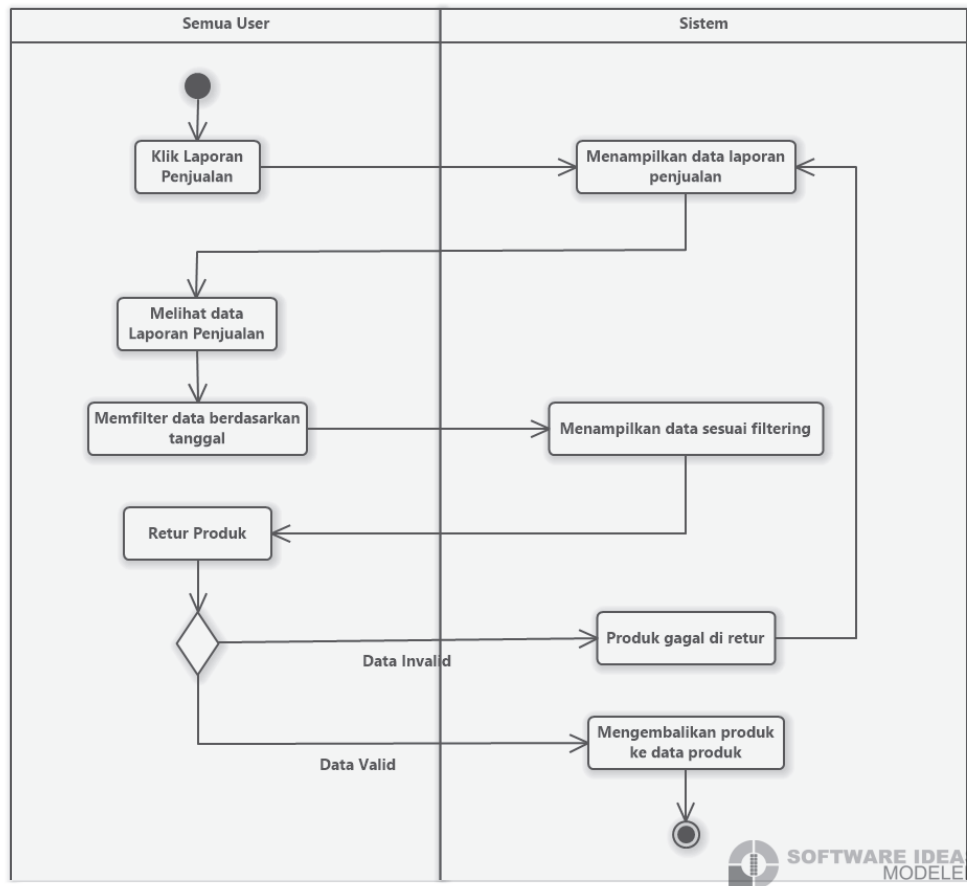 Semua User
Sistem
Klik Laporan
Penjualan
Menampilkan data laporan
penjualan
Melihat data
Laporan Penjualan
Memfilter data berdasarkan
tanggal
Menampilkan data sesuai filtering
Retur Produk
Produk gagal di retur
Data Invalid
Mengembalikan produk
ke data produk
Data Valid
SOFTWARE IDEAS
MODELE